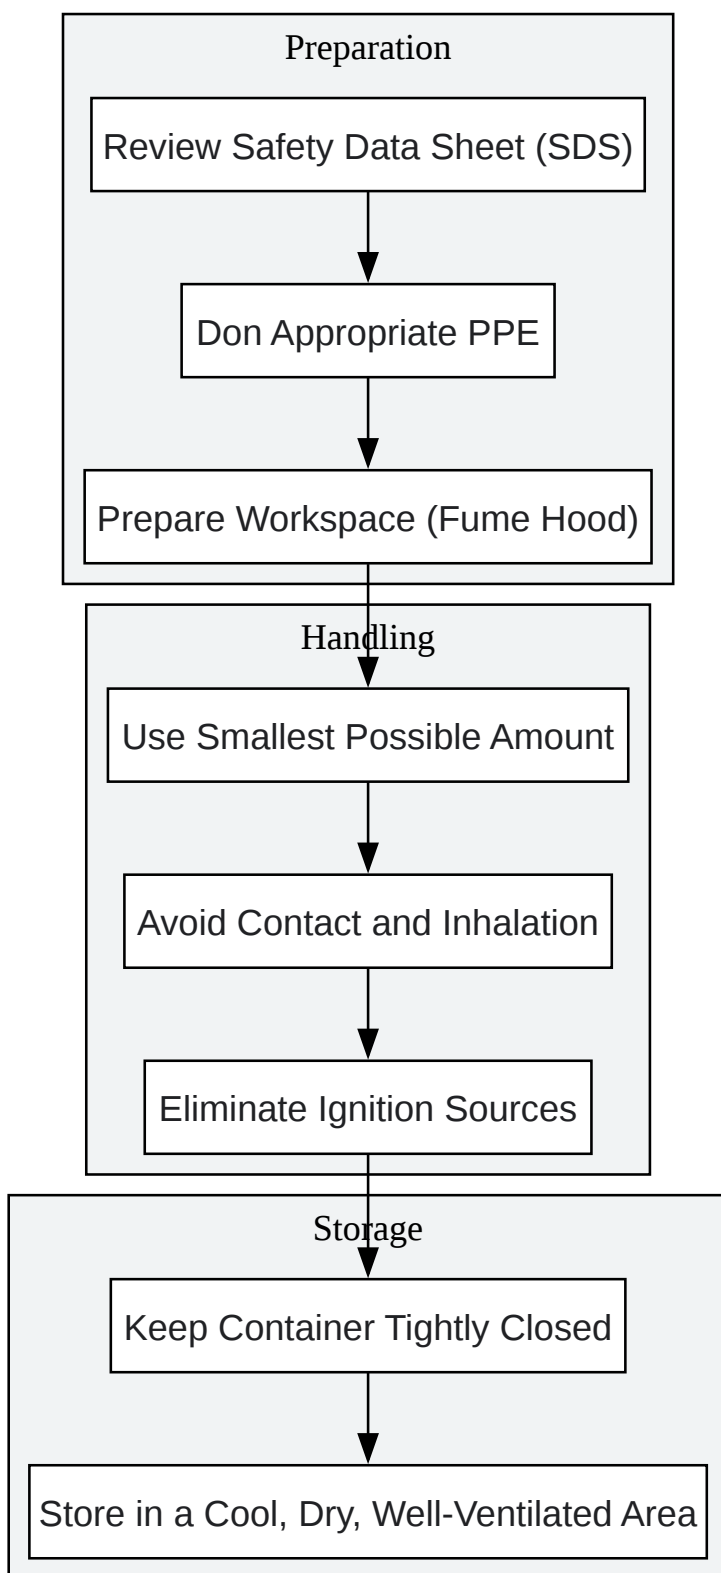 Preparation
Review Safety Data Sheet (SDS)
Don Appropriate PPE
Prepare Workspace (Fume Hood)
Handling
Use Smallest Possible Amount
Avoid Contact and Inhalation
Eliminate Ignition Sources
Storage
Keep Container Tightly Closed
Store in a Cool, Dry, Well-Ventilated Area